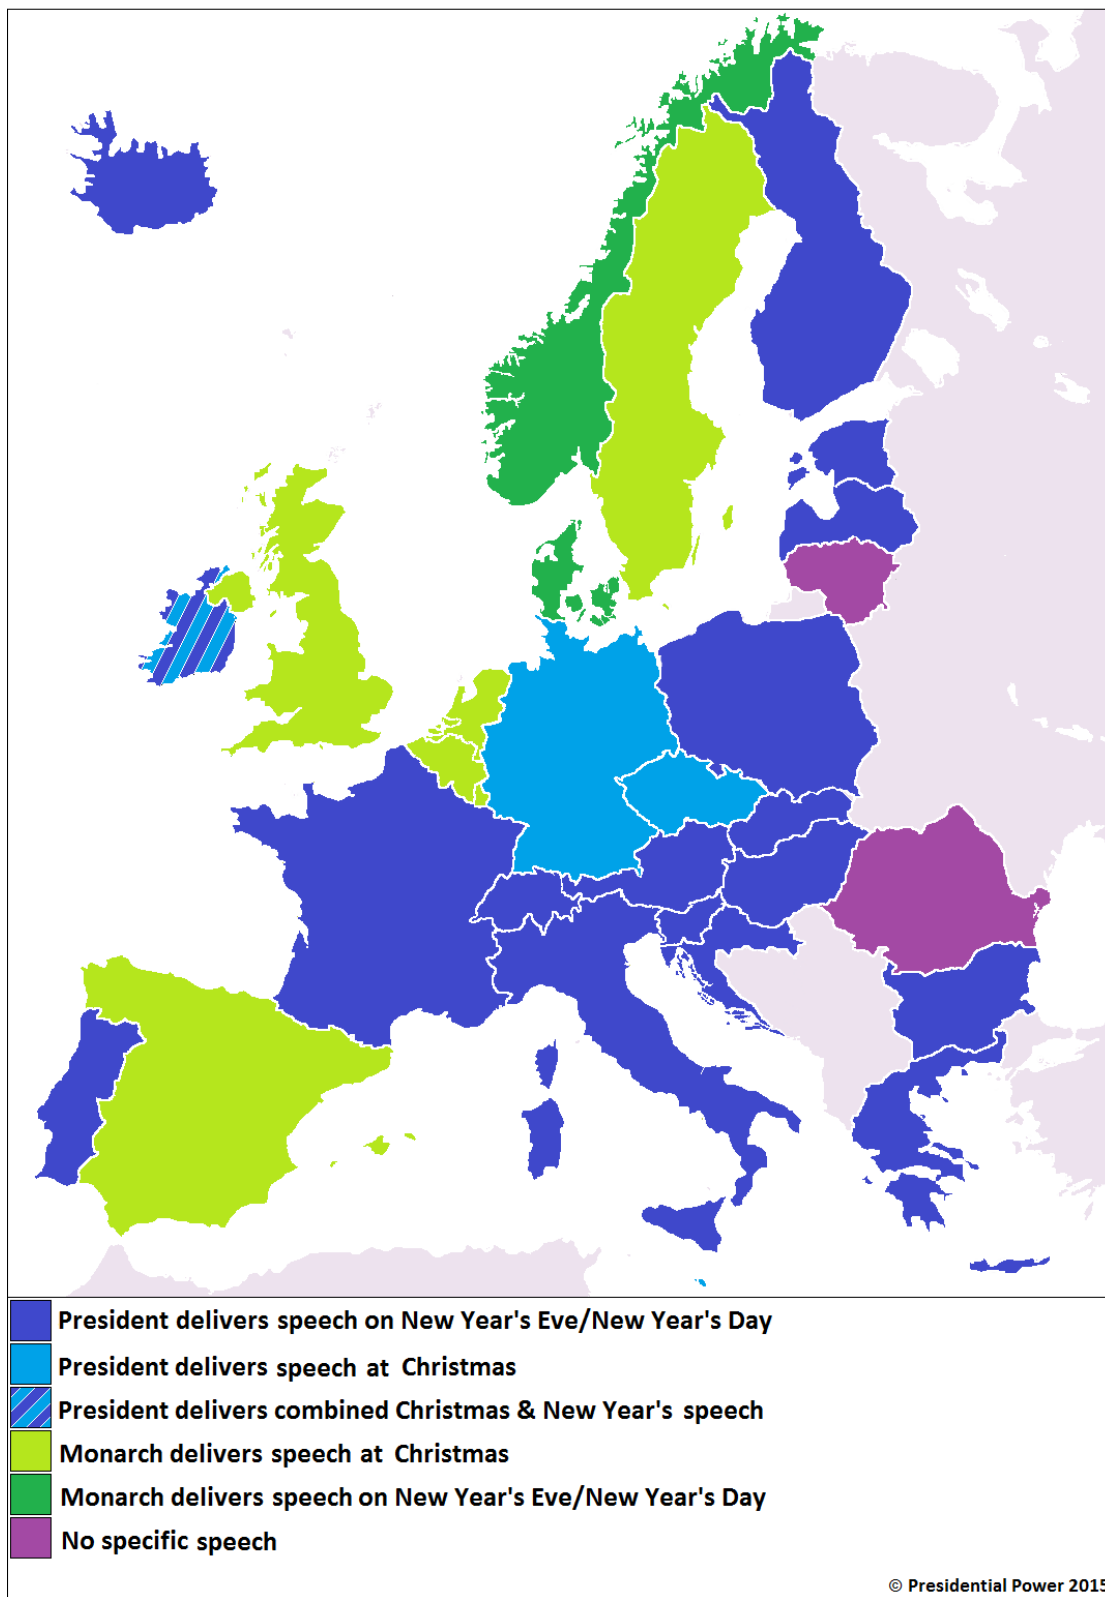 President delivers speech on New Year's Eve/New Year's Day
President delivers speech at Christmas
President delivers combined Christmas & New Year's speech
Monarch delivers speech at Christmas
Monarch delivers speech on New Year's Eve/New Year's Day
No specific speech
© Presidential Power 2015